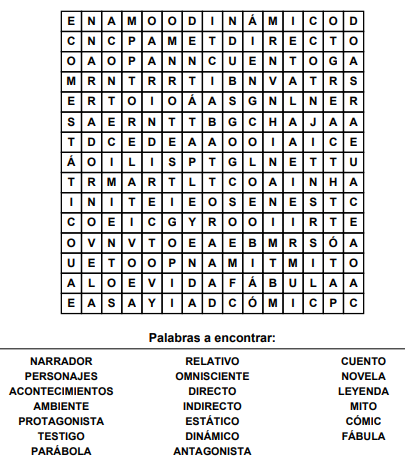 E N A M O O D I N Á M I C O D
C N C P A M E T D I R E C T O
O A O P A N N C U E N T O G A
M R N T R R T I B N V A T R S
E R T O I O Á A S G N L N E R
S A E R N T T B G C H A J A A
T D C E D E A A O O I A I C E
Á O I L I S P T G L N E T T U
T R M A R T L T C O A I N H A
I N I T E I E O S E N E S T C
C O E I C G Y R O O I I R T E
O V N V T O E A E B M R S Ó A
U E T O O P N A M I T M I T O
A L O E V I D A F Á B U L A A
E A S A Y I A D C Ó M I C P C
Palabras a encontrar:
NARRADOR RELATIVO CUENTO
PERSONAJES OMNISCIENTE NOVELA
ACONTECIMIENTOS DIRECTO LEYENDA
AMBIENTE INDIRECTO MITO
PROTAGONISTA ESTÁTICO CÓMIC
TESTIGO DINÁMICO FÁBULA
PARÁBOLA ANTAGONISTA